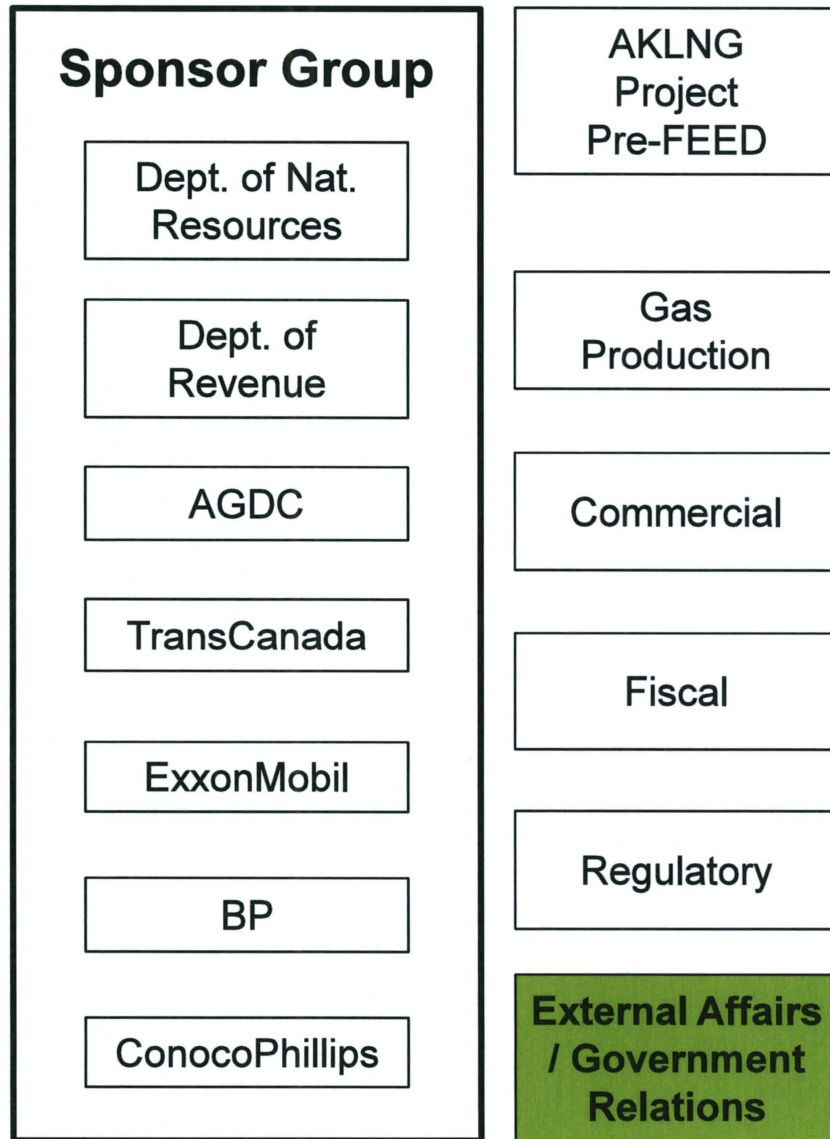 Sponsor Group
Dept. of Nat.
Resources
Dept. of
Revenue
AGDC
TransCanada
ExxonMobil
BP
ConocoPhillips
AKLNG
Project
Pre-FEED
Gas
Production
Commercial
Fiscal
Regulatory
External Affairs
/ Government
Relations